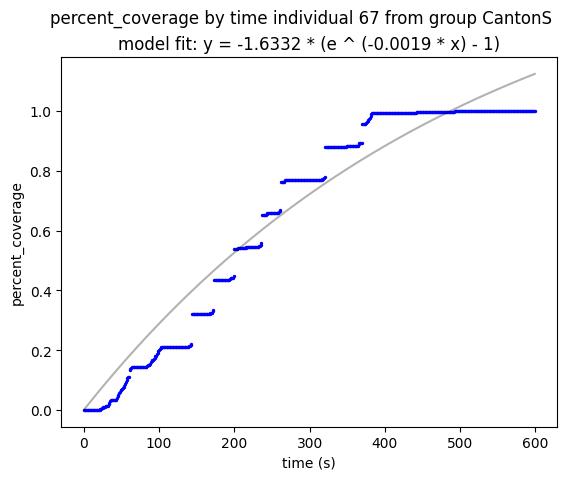 percent_coverage by time individual 67 from group CantonS
model fit: y = -1.6332 * (e ^ (-0.0019 * x) - 1)
percent_coverage
1.0
0.8
0.6
0.4
0.2
0.0
0 100 200 300 400 500 600
time (s)